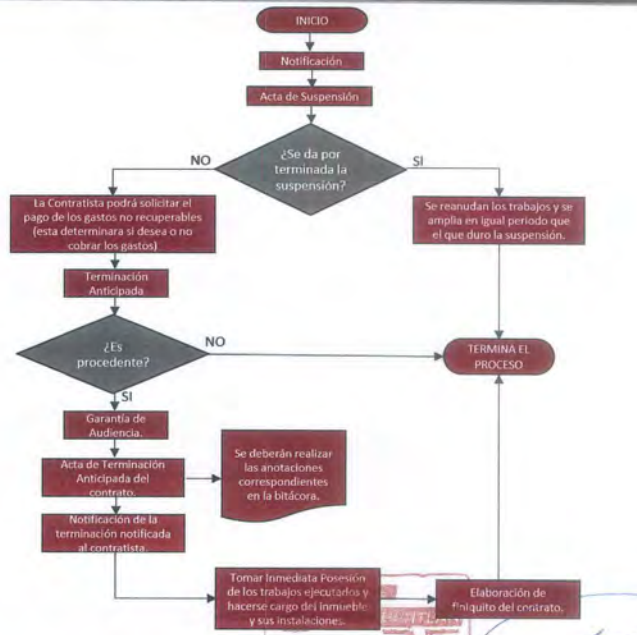 INICIO
Notificación
Acta de Suspensión
¿Se da por
terminada la
suspensión?
NO
SI
La Contratista podrá solicitar el
pago de los gastos no recuperables
(esta determinara si desea o no
cobrar los gastos)
Se reanudan los trabajos y se
amplia en igual periodo que
el que duro la suspensión.
Terminación
Anticipada
¿Es
procedente?
NO
TERMINA EL
PROCESO
SI
Garantía de
Audiencia.
Acta de Terminación
Anticipada del
contrato.
Se deberán realizar
las anotaciones
correspondientes
en la bitácora.
Notificación de la
terminación notificada
al contratista.
Tomar Inmediata Posesión
de los trabajos ejecutados y
hacerse cargo del inmueble
y sus instalaciones.
Elaboración de
finiquito del contrato.